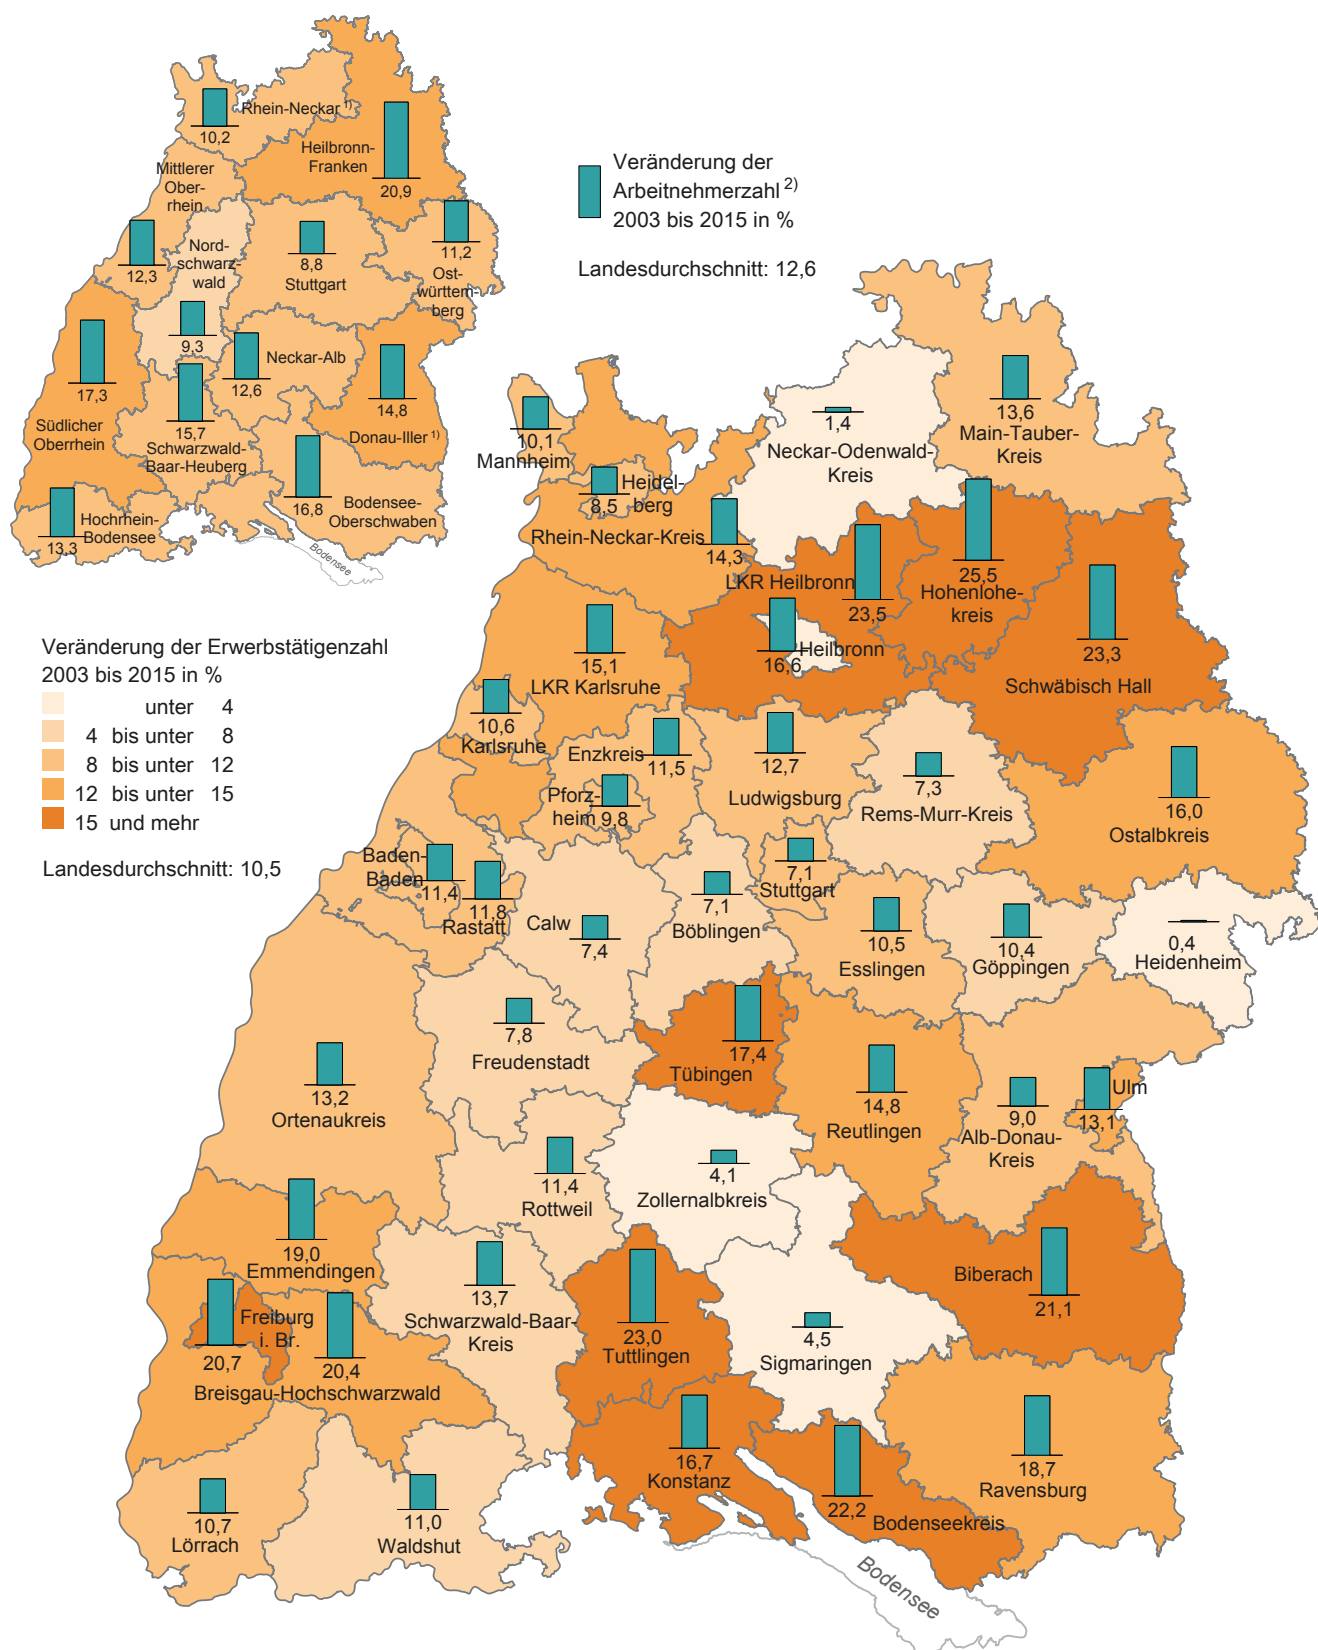 Rhein-Neckar 1)
10,2
Heilbronn-
Franken
20,9
Mittlerer
Ober-
rhein
12,3
Nord-
schwarz-
wald
9,3
8,8
Stuttgart
11,2
Ost-
württem-
berg
17,3
Südlicher
Oberrhein
Neckar-Alb
12,6
14,8
Donau-Iller 1)
15,7
Schwarzwald-
Baar-Heuberg
16,8
Bodensee-
Oberschwaben
Hochrhein-
Bodensee
13,3
Bodensee
Veränderung der
Arbeitnehmerzahl 2)
2003 bis 2015 in %
Landesdurchschnitt: 12,6
Veränderung der Erwerbstätigenzahl
2003 bis 2015 in %
unter 4
4 bis unter 8
8 bis unter 12
12 bis unter 15
15 und mehr
Landesdurchschnitt: 10,5
10,1
Mannheim
Heidel-
berg
8,5
Rhein-Neckar-Kreis
14,3
1,4
Neckar-Odenwald-
Kreis
13,6
Main-Tauber-
Kreis
LKR Heilbronn
23,5
25,5
Hohenlohe-
kreis
Heilbronn
16,6
23,3
Schwäbisch Hall
15,1
LKR Karlsruhe
10,6
Karlsruhe
Enzkreis
11,5
Pforz-
heim
9,8
12,7
Ludwigsburg
7,3
Rems-Murr-Kreis
16,0
Ostalbkreis
Baden-
Baden
11,4
11,8
Rastatt
Calw
7,4
7,1
Böblingen
7,1
Stuttgart
10,5
Esslingen
10,4
Göppingen
0,4
Heidenheim
7,8
Freudenstadt
17,4
Tübingen
14,8
Reutlingen
9,0
Alb-Donau-
Kreis
Ulm
13,1
13,2
Ortenaukreis
11,4
Rottweil
4,1
Zollernalbkreis
19,0
Emmendingen
13,7
Schwarzwald-Baar-
Kreis
23,0
Tuttlingen
4,5
Sigmaringen
Biberach
21,1
Freiburg
i. Br.
20,7
20,4
Breisgau-Hochschwarzwald
16,7
Konstanz
22,2
Bodenseekreis
18,7
Ravensburg
10,7
Lörrach
11,0
Waldshut
Bodensee